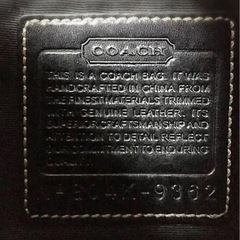 COACH
THIS IS A COACH BAG. IT WAS
HANDCRAFTED IN CHINA FROM
THE FINEST MATERIALS TRIMMED
WITH GENUINE LEATHER. ITS
SUPERIOR CRAFTSMANSHIP AND
ATTENTION TO DETAIL REFLECT
OUR COMMITMENT TO ENDURING
QUALITY.
K-9362